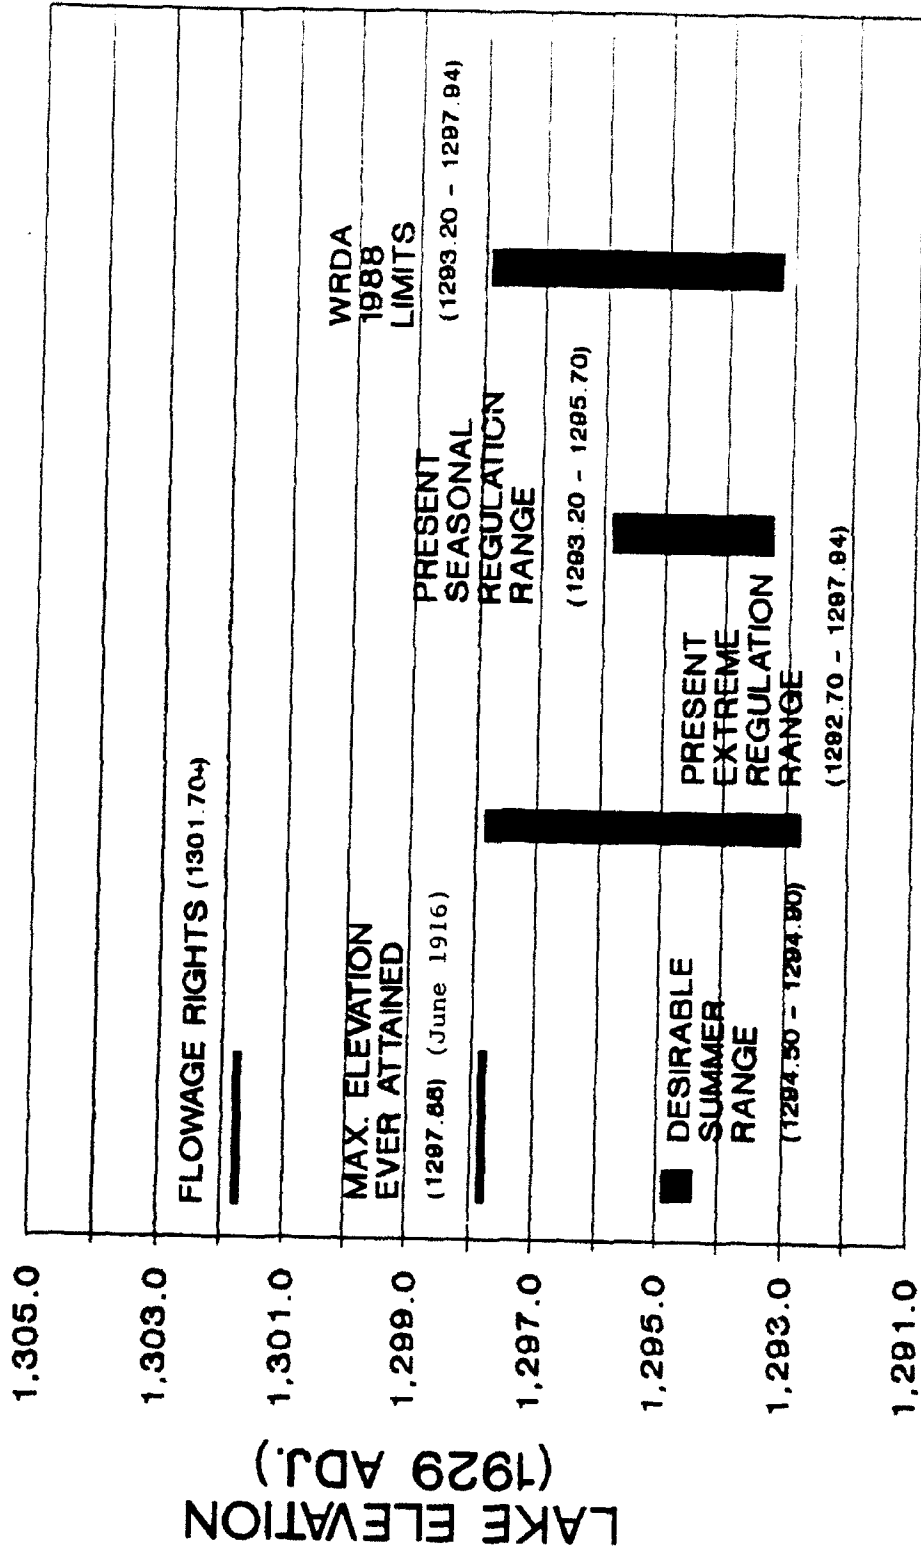 LAKE ELEVATION
(1929 ADJ.)
1,305.0
1,303.0
1,301.0
1,299.0
1,297.0
1,295.0
1,293.0
1,291.0
FLOWAGE RIGHTS (1301.70+)
MAX. ELEVATION
EVER ATTAINED
(1297.88) (June 1916)
DESIRABLE
SUMMER
RANGE
(1294.50 - 1294.90)
PRESENT
EXTREME
REGULATION
RANGE
(1292.70 - 1297.94)
PRESENT
SEASONAL
REGULATION
RANGE
(1293.20 - 1295.70)
WRDA
1988
LIMITS
(1293.20 - 1297.94)